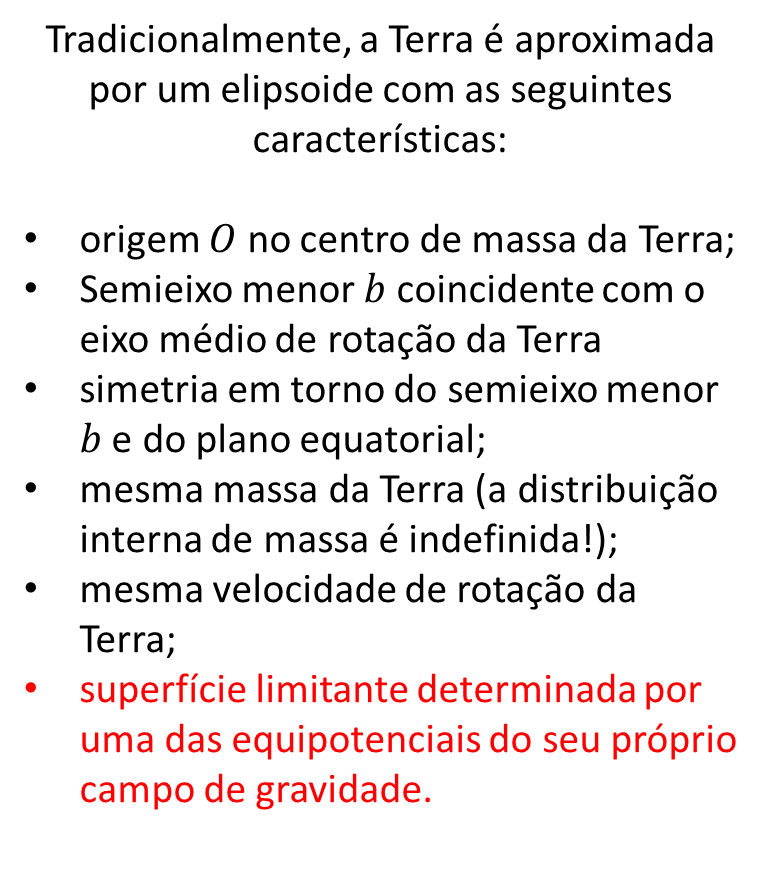 Tradicionalmente, a Terra é aproximada
por um elipsoide com as seguintes
características:
• origem O no centro de massa da Terra;
• Semieixo menor b coincidente com o
eixo médio de rotação da Terra
• simetria em torno do semieixo menor
b e do plano equatorial;
• mesma massa da Terra (a distribuição
interna de massa é indefinida!);
• mesma velocidade de rotação da
Terra;
• superfície limitante determinada por
uma das equipotenciais do seu próprio
campo de gravidade.